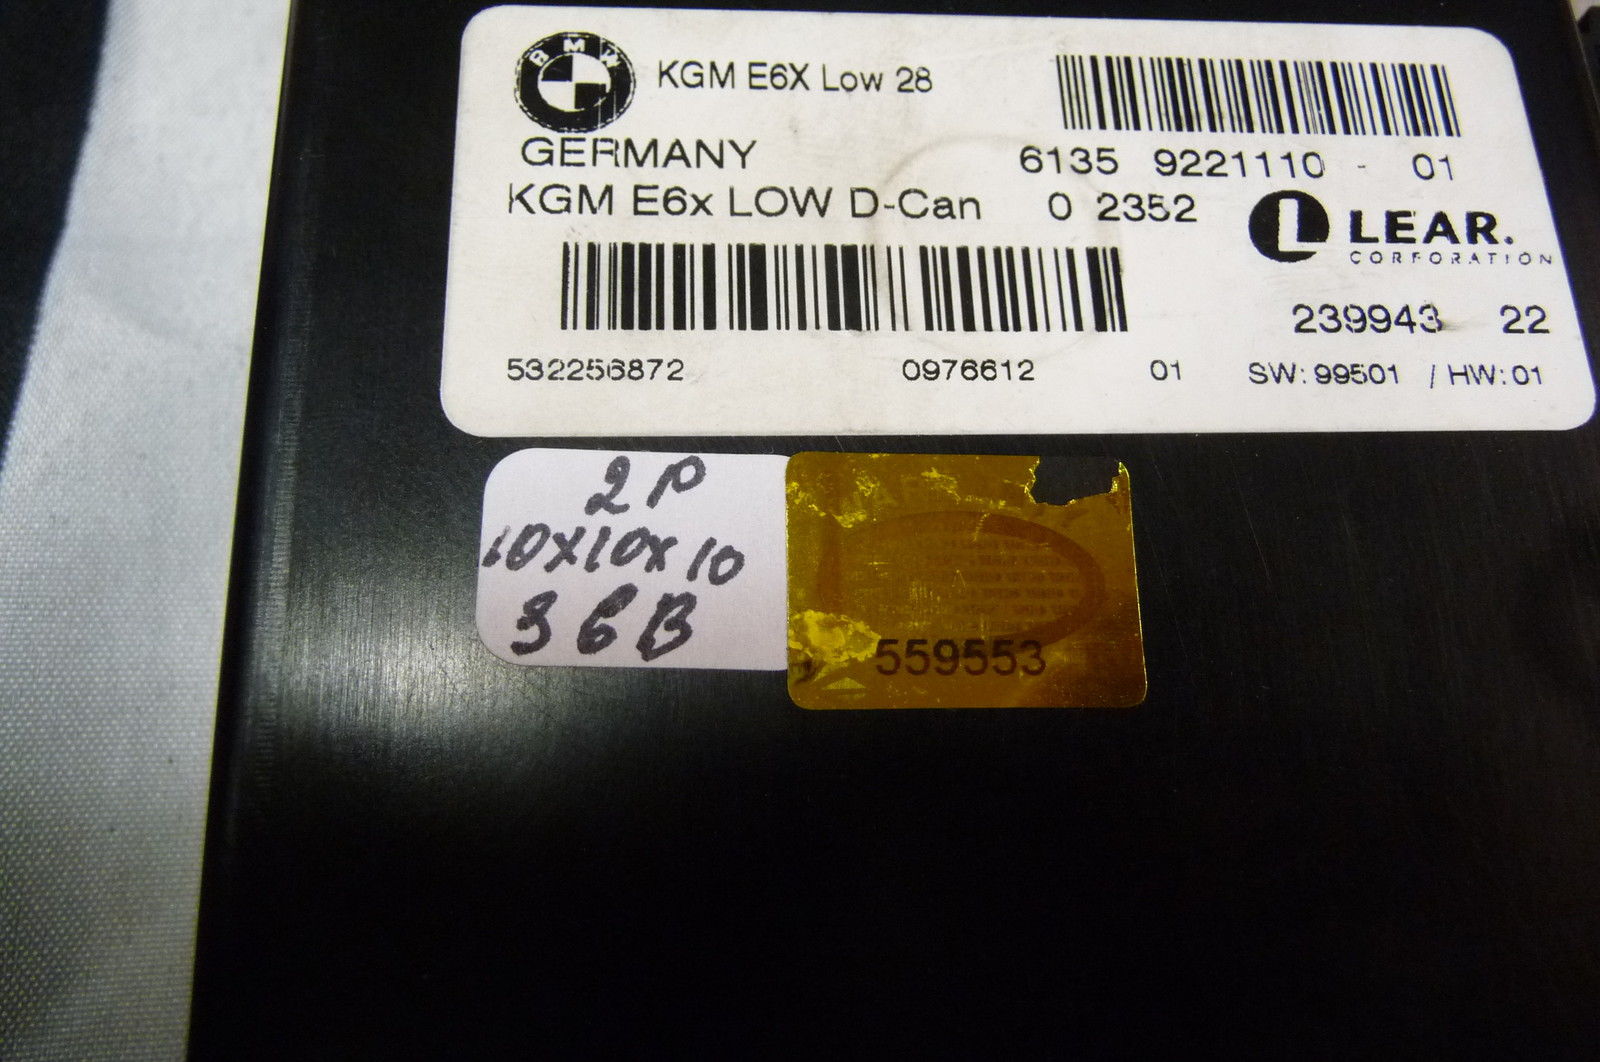 BMW
KGM E6X Low 28
GERMANY
6135 9221110 - 01
KGM E6x LOW D-Can 0 2352
LEAR.
CORPORATION
239943 22
532256872 0976612 01 SW: 99501 / HW: 01
2P
10x10x10
36B
559553